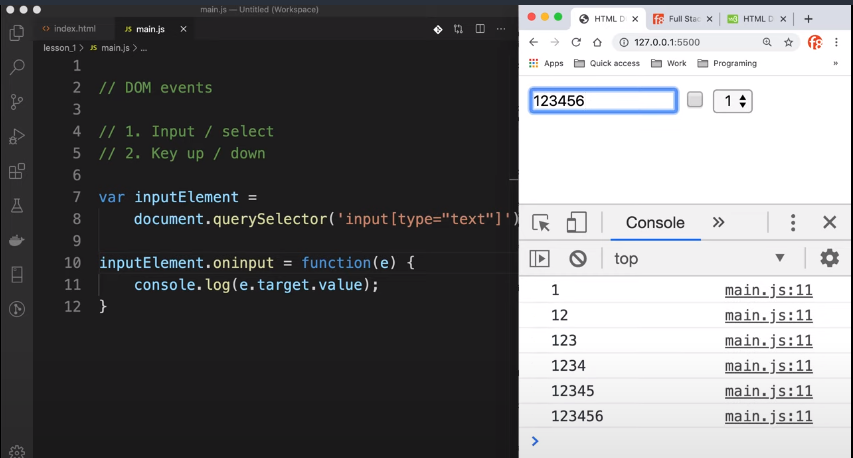 main.js — Untitled (Workspace)
index.html
JS main.js
lesson_1 > JS main.js > ...
1
2 // DOM events
3
4 // 1. Input / select
5 // 2. Key up / down
6
7 var inputElement =
8 document.querySelector('input[type="text"]')
9
10 inputElement.oninput = function(e) {
11 console.log(e.target.value);
12 }
HTML D
Full Stac
HTML D
127.0.0.1:5500
Apps
Quick access
Work
Programing
123456
1
Console
top
1 main.js:11
12 main.js:11
123 main.js:11
1234 main.js:11
12345 main.js:11
123456 main.js:11